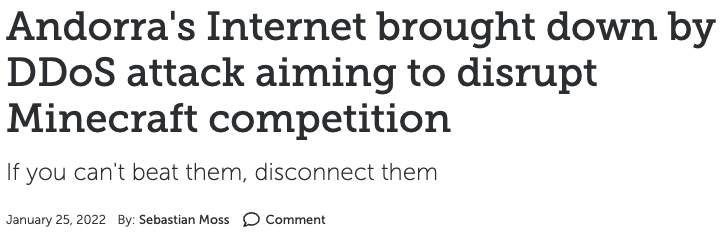 Andorra's Internet brought down by
DDoS attack aiming to disrupt
Minecraft competition
If you can't beat them, disconnect them
January 25, 2022 By: Sebastian Moss Comment